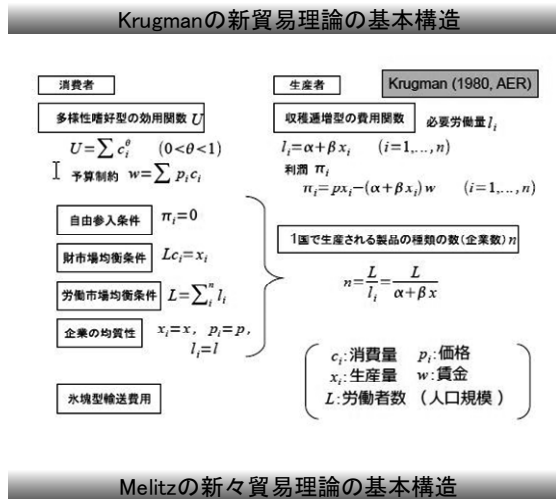 Krugmanの新貿易理論の基本構造
消費者
生産者
Krugman (1980, AER)
多様性嗜好型の効用関数 U
収穫逓増型の費用関数 必要労働量 l_i
U=∑ c_i^θ (0<θ<1)
l_i=α+βx_i (i=1,...,n)
予算制約 w=∑ p_i c_i
利潤 π_i
π_i=px_i−(α+βx_i)w (i=1,...,n)
自由参入条件 π_i=0
財市場均衡条件 Lc_i=x_i
労働市場均衡条件 L=∑_i^n l_i
企業の均質性 x_i=x, p_i=p,
l_i=l
1国で生産される製品の種類の数(企業数) n
n=L/l_i=L/(α+βx)
c_i:消費量 p_i:価格
x_i:生産量 w:賃金
L:労働者数 (人口規模)
氷塊型輸送費用
Melitzの新々貿易理論の基本構造